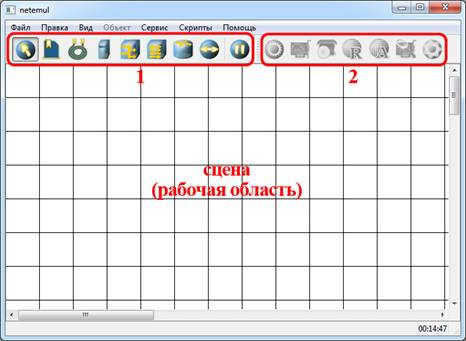 netemul
Файл Правка Вид Объект Сервис Скрипты Помощь
R A
1 2
сцена
(рабочая область)
00:14:47